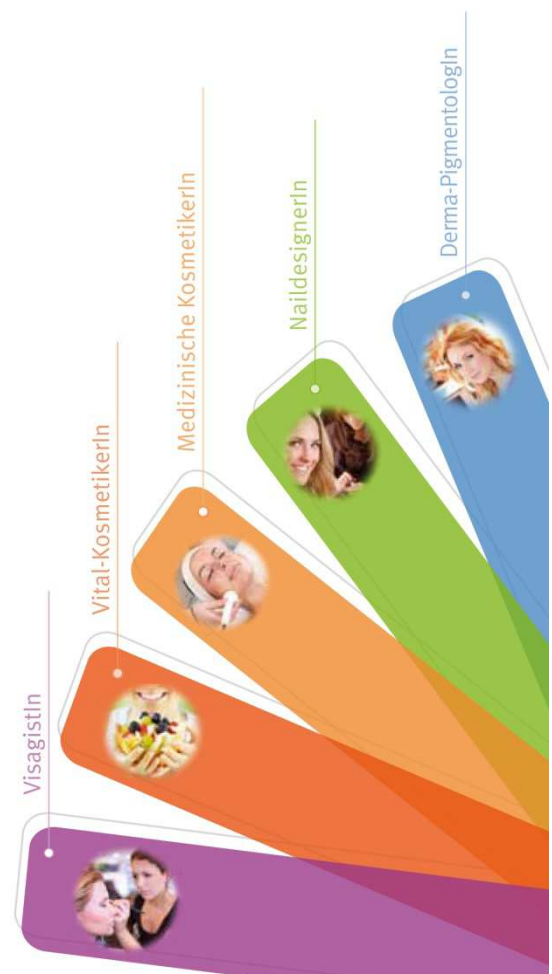 VisagistIn
Vital-KosmetikerIn
Medizinische KosmetikerIn
NaildesignerIn
Derma-PigmentologIn